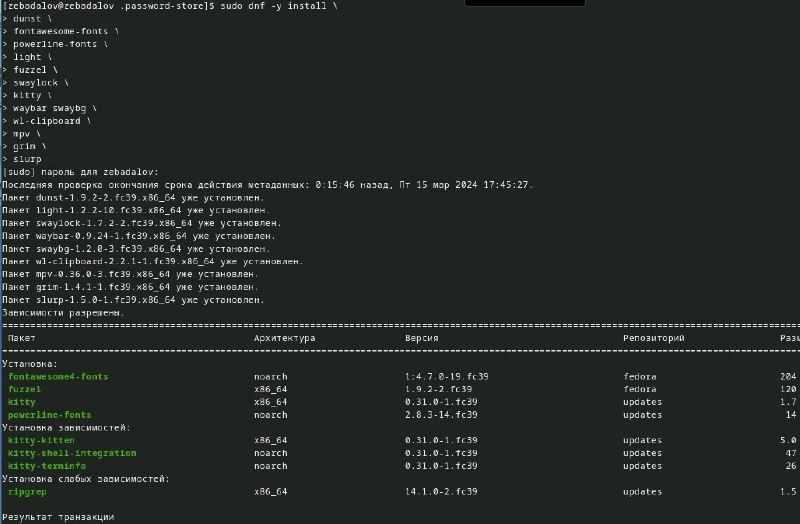 [zebadalov@zebadalov .password-store]$ sudo dnf -y install \
> dunst \
> fontawesome-fonts \
> powerline-fonts \
> light \
> fuzzel \
> swaylock \
> kitty \
> waybar swaybg \
> wl-clipboard \
> mpv \
> grim \
> slurp
[sudo] пароль для zebadalov:
Последняя проверка окончания срока действия метаданных: 0:15:46 назад, Пт 15 мар 2024 17:45:27.
Пакет dunst-1.9.2-2.fc39.x86_64 уже установлен.
Пакет light-1.2.2-10.fc39.x86_64 уже установлен.
Пакет swaylock-1.7.2-2.fc39.x86_64 уже установлен.
Пакет waybar-0.9.24-1.fc39.x86_64 уже установлен.
Пакет swaybg-1.2.0-3.fc39.x86_64 уже установлен.
Пакет wl-clipboard-2.2.1-1.fc39.x86_64 уже установлен.
Пакет mpv-0.36.0-3.fc39.x86_64 уже установлен.
Пакет grim-1.4.1-2.fc39.x86_64 уже установлен.
Пакет slurp-1.5.0-1.fc39.x86_64 уже установлен.
Зависимости разрешены.
Пакет Архитектура Версия Репозиторий Разм
Установка:
fontawesome4-fonts noarch 1:4.7.0-19.fc39 fedora 204
fuzzel x86_64 1.9.2-2.fc39 fedora 120
kitty x86_64 0.31.0-1.fc39 updates 1.7
powerline-fonts noarch 2.8.3-14.fc39 updates 14
Установка зависимостей:
kitty-kitten x86_64 0.31.0-1.fc39 updates 5.0
kitty-shell-integration noarch 0.31.0-1.fc39 updates 47
kitty-terminfo noarch 0.31.0-1.fc39 updates 26
Установка слабых зависимостей:
ripgrep x86_64 14.1.0-2.fc39 updates 1.5
Результат транзакции